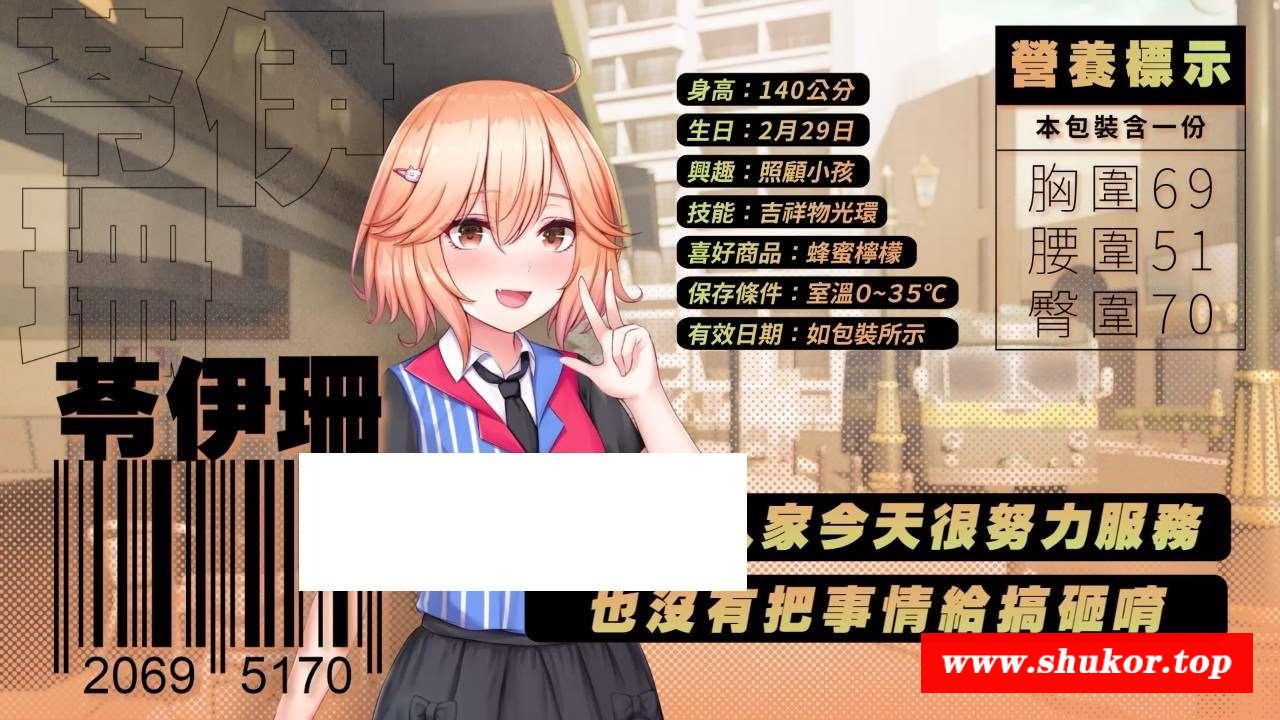 苓伊珊
苓伊珊
2069 5170
身高：140公分
生日：2月29日
興趣：照顧小孩
技能：吉祥物光環
喜好商品：蜂蜜檸檬
保存條件：室溫0~35℃
有效日期：如包裝所示
營養標示
本包裝含一份
胸圍69
腰圍51
臀圍70
家今天很努力服務
也沒有把事情給搞砸唷
www.shukor.top